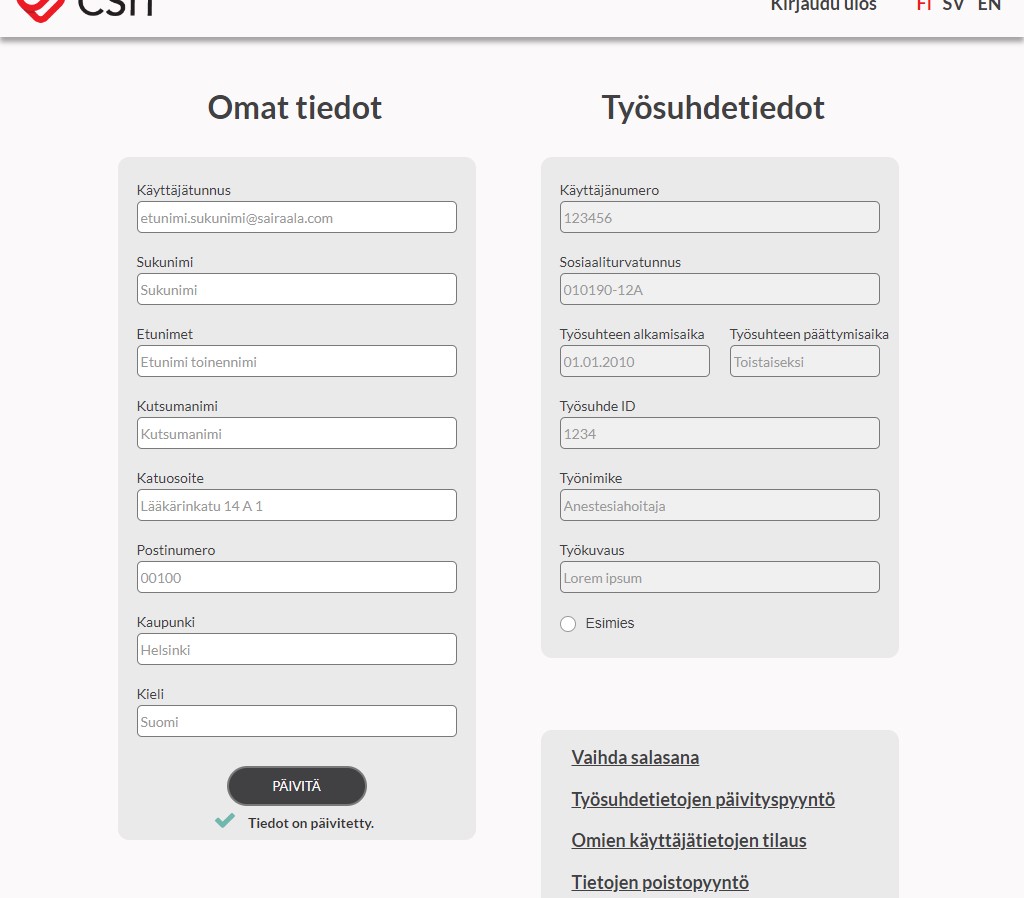 Kirjaudu ulos FI SV EN
Omat tiedot
Käyttäjätunnus
etunimi.sukunimi@sairaala.com
Sukunimi
Sukunimi
Etunimet
Etunimi toinennimi
Kutsumanimi
Kutsumanimi
Katuosoite
Lääkärinkatu 14 A 1
Postinumero
00100
Kaupunki
Helsinki
Kieli
Suomi
PÄIVITÄ
Tiedot on päivitetty.
Työsuhdetiedot
Käyttäjänumero
123456
Sosiaaliturvatunnus
010190-12A
Työsuhteen alkamisaika Työsuhteen päättymisaika
01.01.2010 Toistaiseksi
Työsuhde ID
1234
Työnimike
Anestesiahoitaja
Työkuvaus
Lorem ipsum
Esimies
Vaihda salasana
Työsuhdetietojen päivityspyyntö
Omien käyttäjätietojen tilaus
Tietojen poistopyyntö